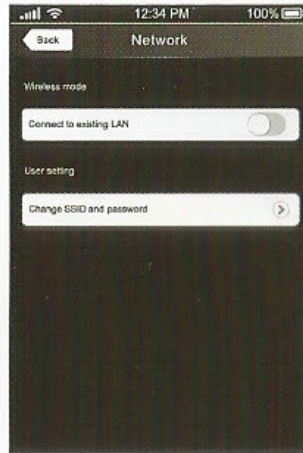 12:34 PM 100%
Back Network
Wireless mode
Connect to existing LAN
User setting
Change SSID and password